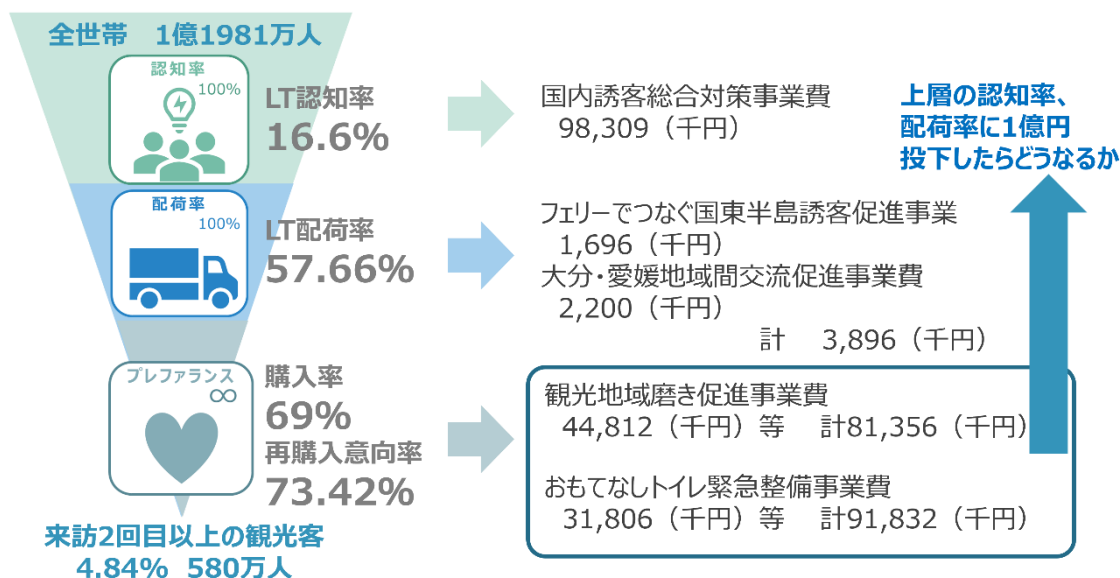 全世帯 1億1981万人
認知率
100%
LT認知率
16.6%
国内誘客総合対策事業費
98,309（千円）
上層の認知率、
配荷率に1億円
投下したらどうなるか
配荷率
100%
LT配荷率
57.66%
フェリーでつなぐ国東半島誘客促進事業
1,696（千円）
大分・愛媛地域間交流促進事業費
2,200（千円）
計 3,896（千円）
プレファランス
∞
購入率
69%
再購入意向率
73.42%
観光地域磨き促進事業費
44,812（千円）等 計81,356（千円）
おもてなしトイレ緊急整備事業費
31,806（千円）等 計91,832（千円）
来訪2回目以上の観光客
4.84% 580万人